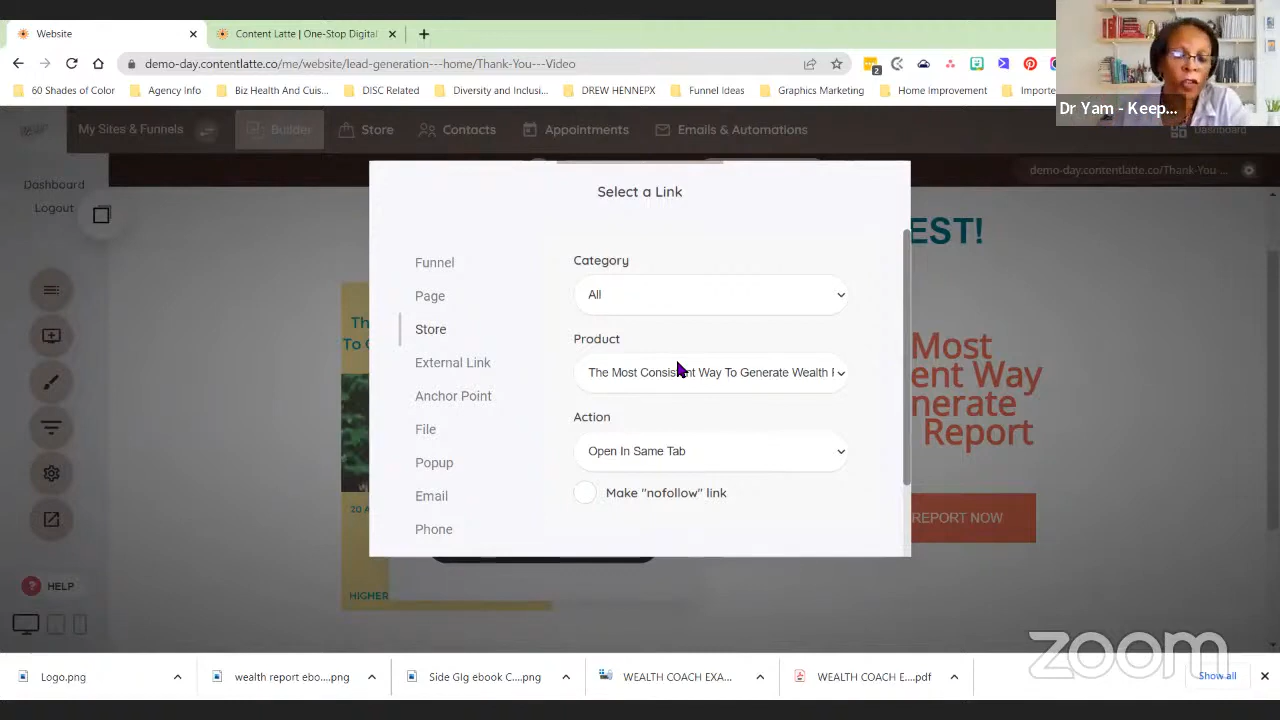 Website
Content Latte | One-Stop Digital
demo-day.contentlatte.co/me/website/lead-generation---home/Thank-You---Video
2
60 Shades of Color
Agency Info
Biz Health And Cuis...
DISC Related
Diversity and Inclusi...
DREW HENNEPX
Funnel Ideas
Graphics Marketing
Home Improvement
Importe
Dr Yam - Keep...
My Sites & Funnels
Builder
Store
Contacts
Appointments
Emails & Automations
Dashboard
Dashboard
Logout
demo-day.contentlatte.co/Thank-You ...
Select a Link
EST!
Funnel
Page
Store
External Link
Anchor Point
File
Popup
Email
Phone
Category
All
Product
The Most Consistent Way To Generate Wealth
Action
Open In Same Tab
Make "nofollow" link
Th
To
20 A
HIGHER
Most
ent Way
nerate
Report
REPORT NOW
HELP
zoom
Logo.png
wealth report ebo....png
Side GIg ebook C....png
WEALTH COACH EXA...
WEALTH COACH E....pdf
Show all